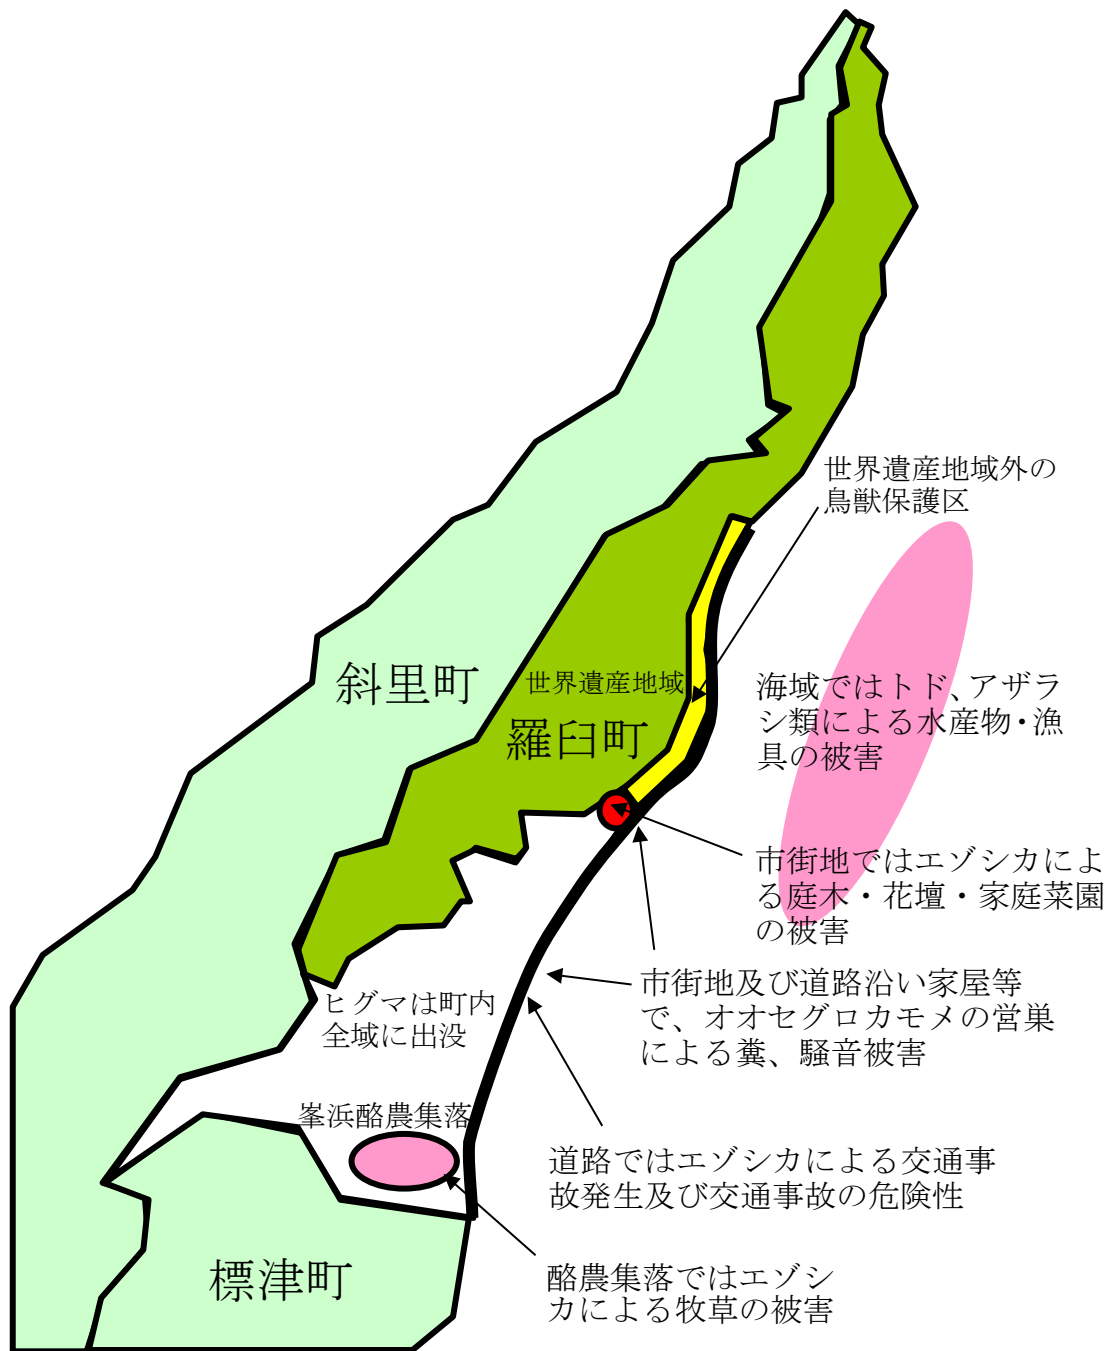 世界遺産地域外の
鳥獣保護区
斜里町
世界遺産地域
羅臼町
海域ではトド、アザラ
シ類による水産物・漁
具の被害
市街地ではエゾシカによ
る庭木・花壇・家庭菜園
の被害
市街地及び道路沿い家屋等
で、オオセグロカモメの営巣
による糞、騒音被害
ヒグマは町内
全域に出没
峯浜酪農集落
道路ではエゾシカによる交通事
故発生及び交通事故の危険性
標津町
酪農集落ではエゾシ
カによる牧草の被害